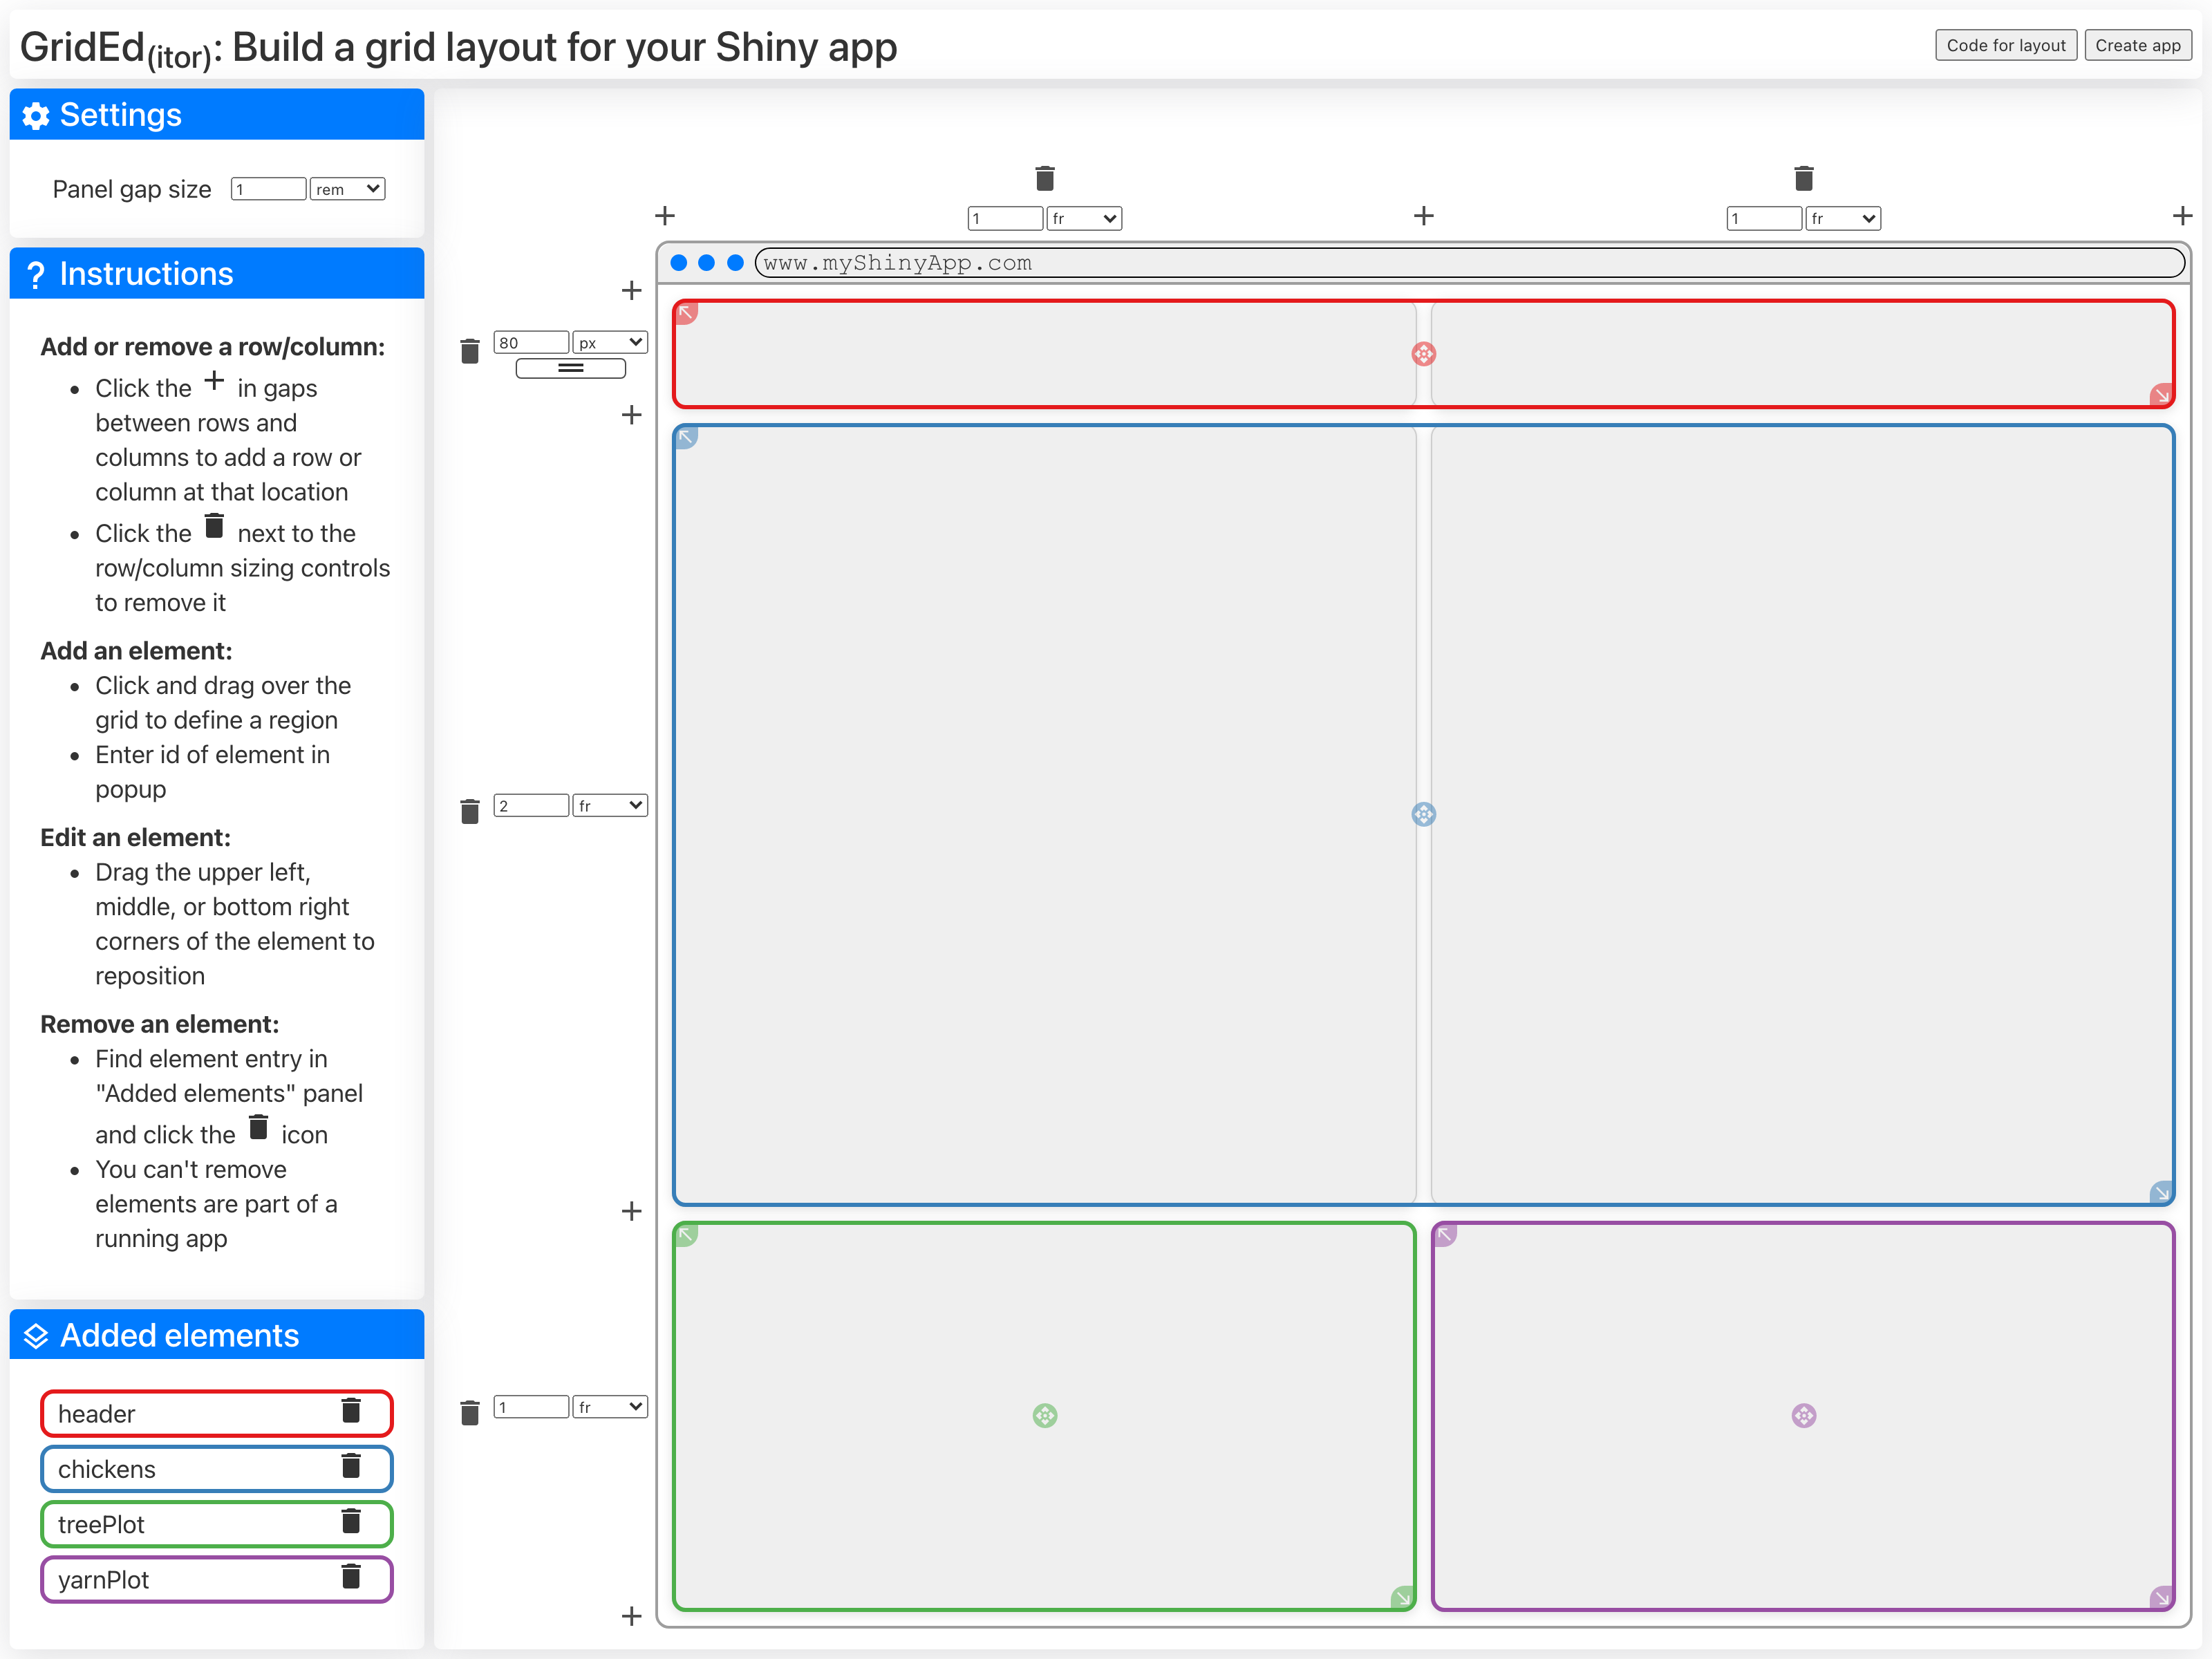 GridEd(itor): Build a grid layout for your Shiny app
Code for layout
Create app
Settings
Panel gap size 1 rem
? Instructions
Add or remove a row/column:
• Click the + in gaps
between rows and
columns to add a row or
column at that location
• Click the next to the
row/column sizing controls
to remove it
Add an element:
• Click and drag over the
grid to define a region
• Enter id of element in
popup
Edit an element:
• Drag the upper left,
middle, or bottom right
corners of the element to
reposition
Remove an element:
• Find element entry in
"Added elements" panel
and click the icon
• You can't remove
elements are part of a
running app
Added elements
header
chickens
treePlot
yarnPlot
1 fr
1 fr
www.myShinyApp.com
80 px
2 fr
1 fr